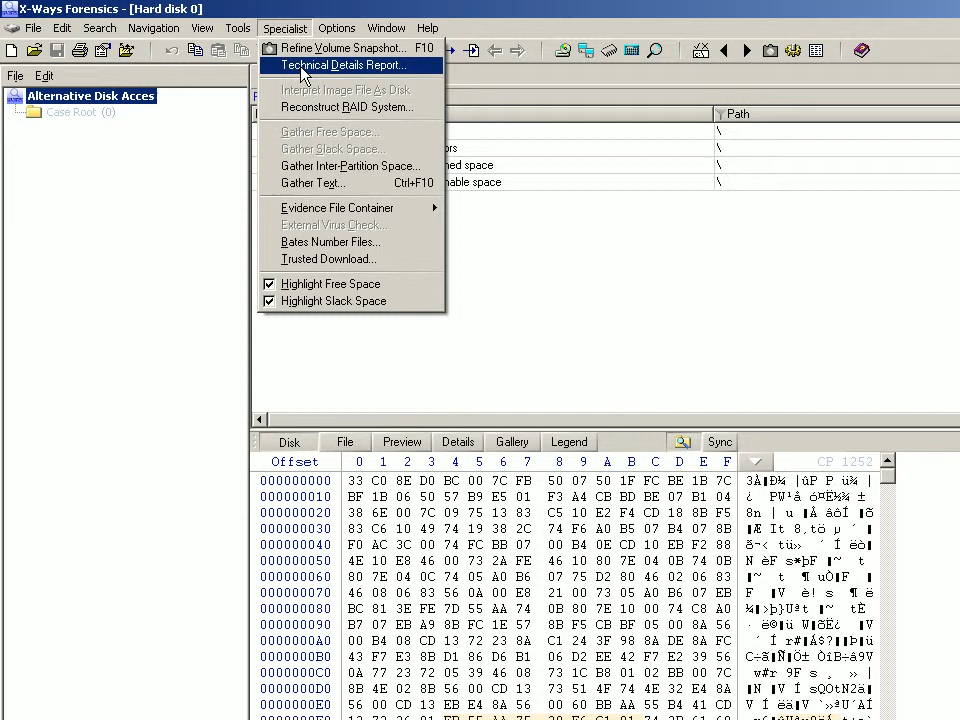 X-Ways Forensics - [Hard disk 0]
File Edit Search Navigation View Tools Specialist Options Window Help
Refine Volume Snapshot... F10
File Edit
Technical Details Report...
Alternative Disk Acces
Interpret Image File As Disk
Case Root (0)
Reconstruct RAID System...
Path
Gather Free Space...
\
Gather Slack Space...
ors \
Gather Inter-Partition Space...
ned space \
Gather Text... Ctrl+F10
nable space \
Evidence File Container
External Virus Check...
Bates Number Files...
Trusted Download...
Highlight Free Space
Highlight Slack Space
Disk File Preview Details Gallery Legend Sync
Offset 0 1 2 3 4 5 6 7 8 9 A B C D E F CP 1252
000000000 33 C0 8E D0 BC 00 7C FB 50 07 50 1F FC BE 1B 7C
000000010 BF 1B 06 50 57 B9 E5 01 F3 A4 CB BD BE 07 B1 04
000000020 38 6E 00 7C 09 75 13 83 C5 10 E2 F4 CD 18 8B F5
000000030 83 C6 10 49 74 19 38 2C 74 F6 A0 B5 07 B4 07 8B
000000040 F0 AC 3C 00 74 FC BB 07 00 B4 0E CD 10 EB F2 88
000000050 4E 10 E8 46 00 73 2A FE 46 10 80 7E 04 0B 74 0B
000000060 80 7E 04 0C 74 05 A0 B6 07 75 D2 80 46 02 06 83
000000070 46 08 06 83 56 0A 00 E8 21 00 73 05 A0 B6 07 EB
000000080 BC 81 3E FE 7D 55 AA 74 0B 80 7E 10 00 74 C8 A0
000000090 B7 07 EB A9 8B FC 1E 57 8B F5 CB BF 05 00 8A 56
0000000A0 00 B4 08 CD 13 72 23 8A C1 24 3F 98 8A DE 8A FC
0000000B0 43 F7 E3 8B D1 86 D6 B1 06 D2 EE 42 F7 E2 39 56
0000000C0 0A 77 23 72 05 39 46 08 73 1C B8 01 02 BB 00 7C
0000000D0 8B 4E 02 8B 56 00 CD 13 73 51 4F 74 4E 32 E4 8A
0000000E0 56 00 CD 13 EB E4 8A 56 00 60 BB AA 55 B4 41 CD